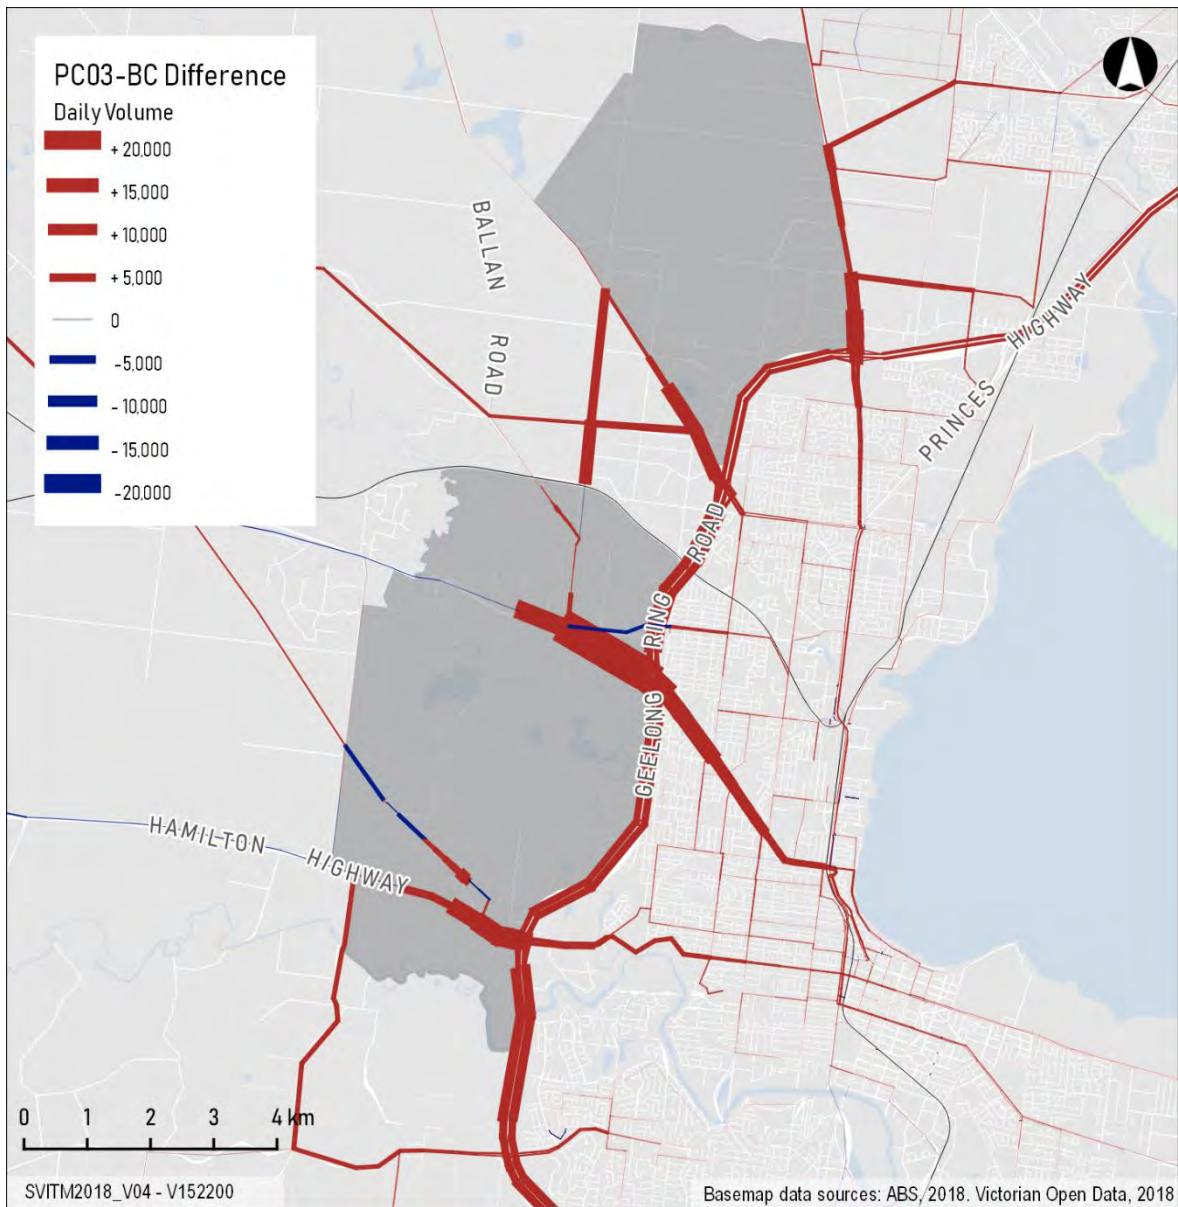 PC03-BC Difference
Daily Volume
+ 20,000
+ 15,000
+ 10,000
+ 5,000
0
-5,000
- 10,000
- 15,000
-20,000
BALLAN
ROAD
PRINCES HIGHWAY
GEELONG RIING ROAD
HAMILTON HIGHWAY
0 1 2 3 4 km
SVITM2018_V04 - V152200
Basemap data sources: ABS, 2018. Victorian Open Data, 2018